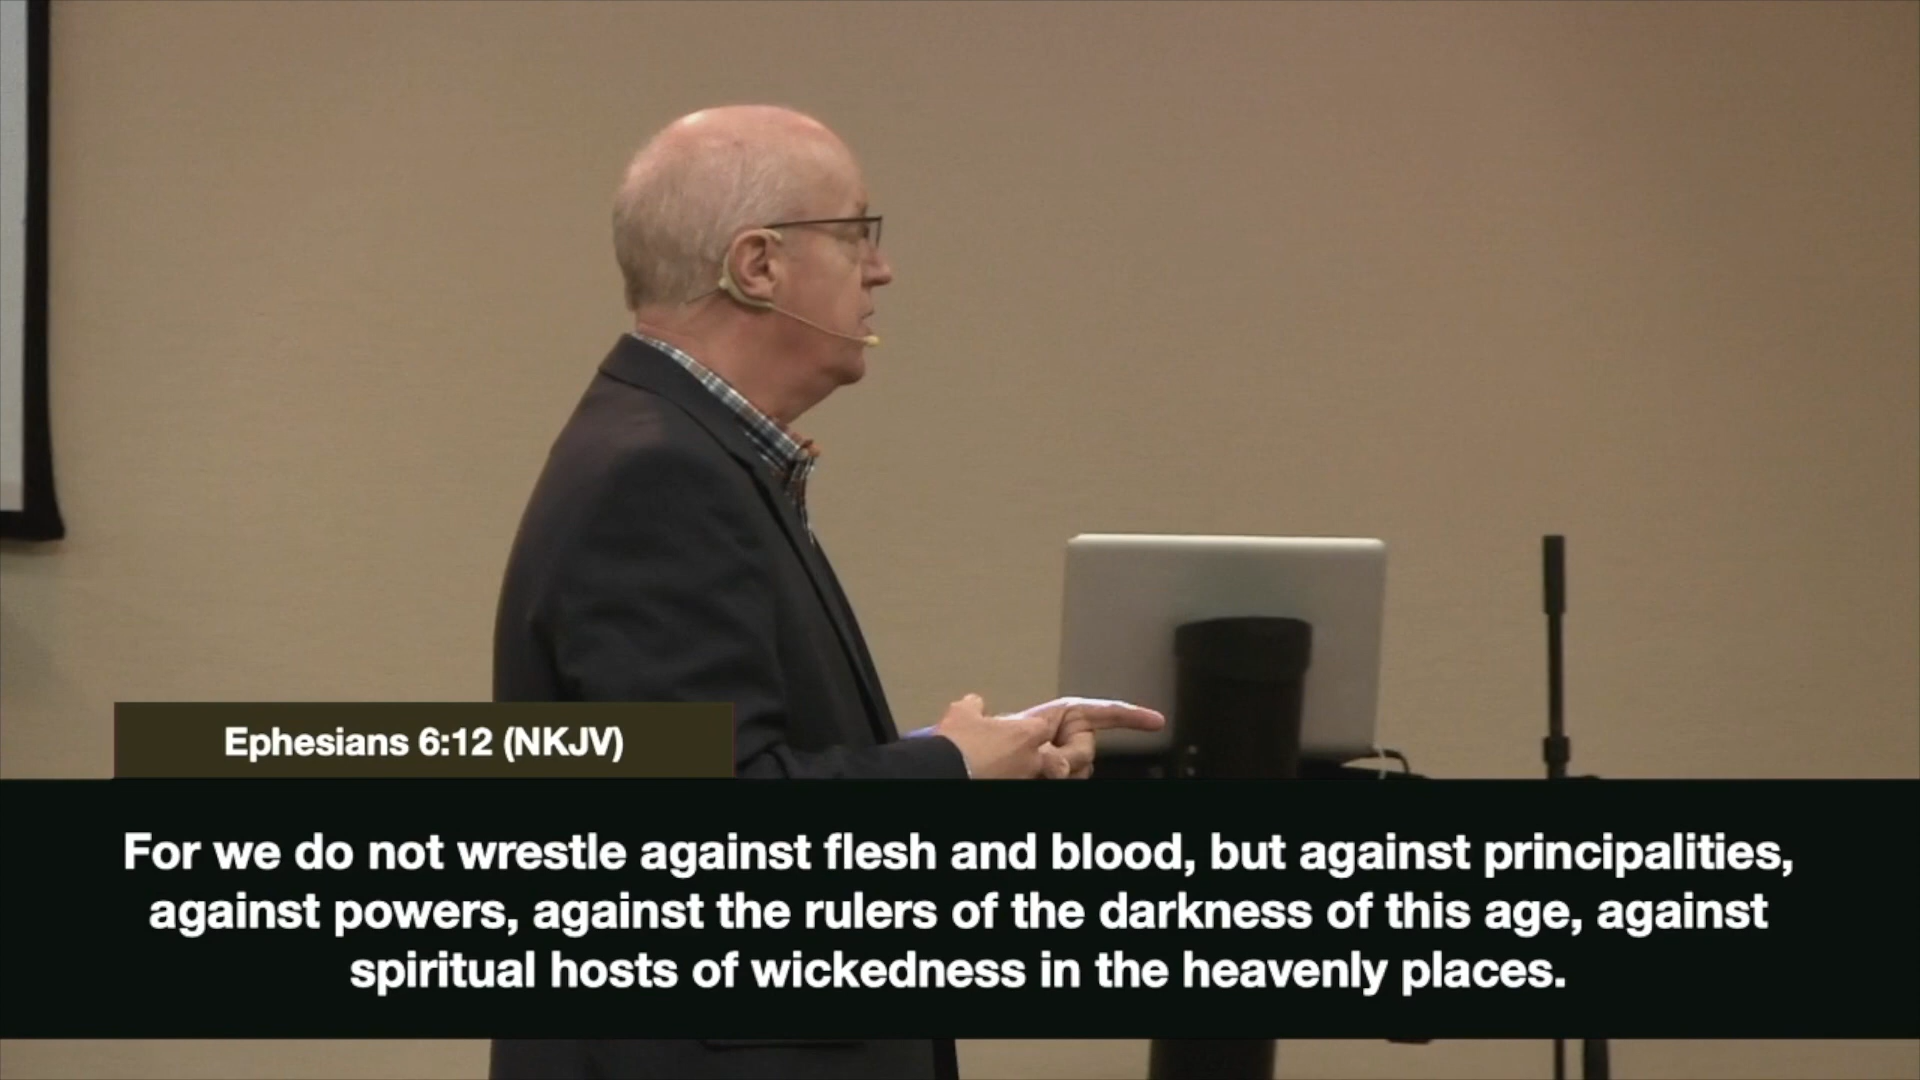 Ephesians 6:12 (NKJV)
For we do not wrestle against flesh and blood, but against principalities,
against powers, against the rulers of the darkness of this age, against
spiritual hosts of wickedness in the heavenly places.